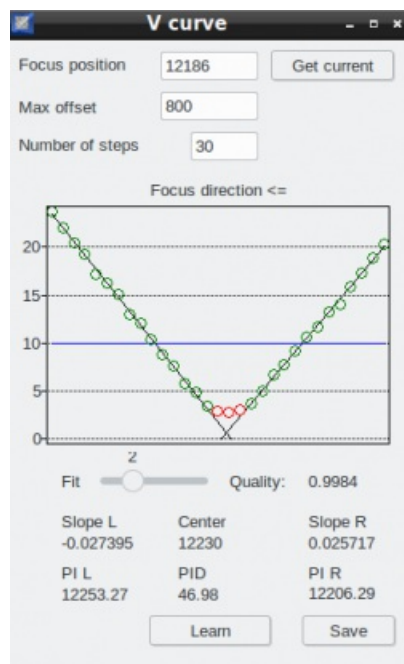 V curve
Focus position 12186 Get current
Max offset 800
Number of steps 30
Focus direction <=
20
15
10
5
0
2
Fit Quality: 0.9984
Slope L Center Slope R
-0.027395 12230 0.025717
PI L PID PI R
12253.27 46.98 12206.29
Learn Save